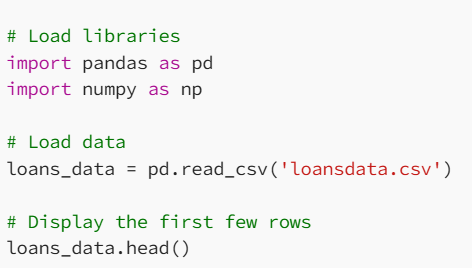 # Load libraries
import pandas as pd
import numpy as np
# Load data
loans_data = pd.read_csv('loansdata.csv')
# Display the first few rows
loans_data.head()